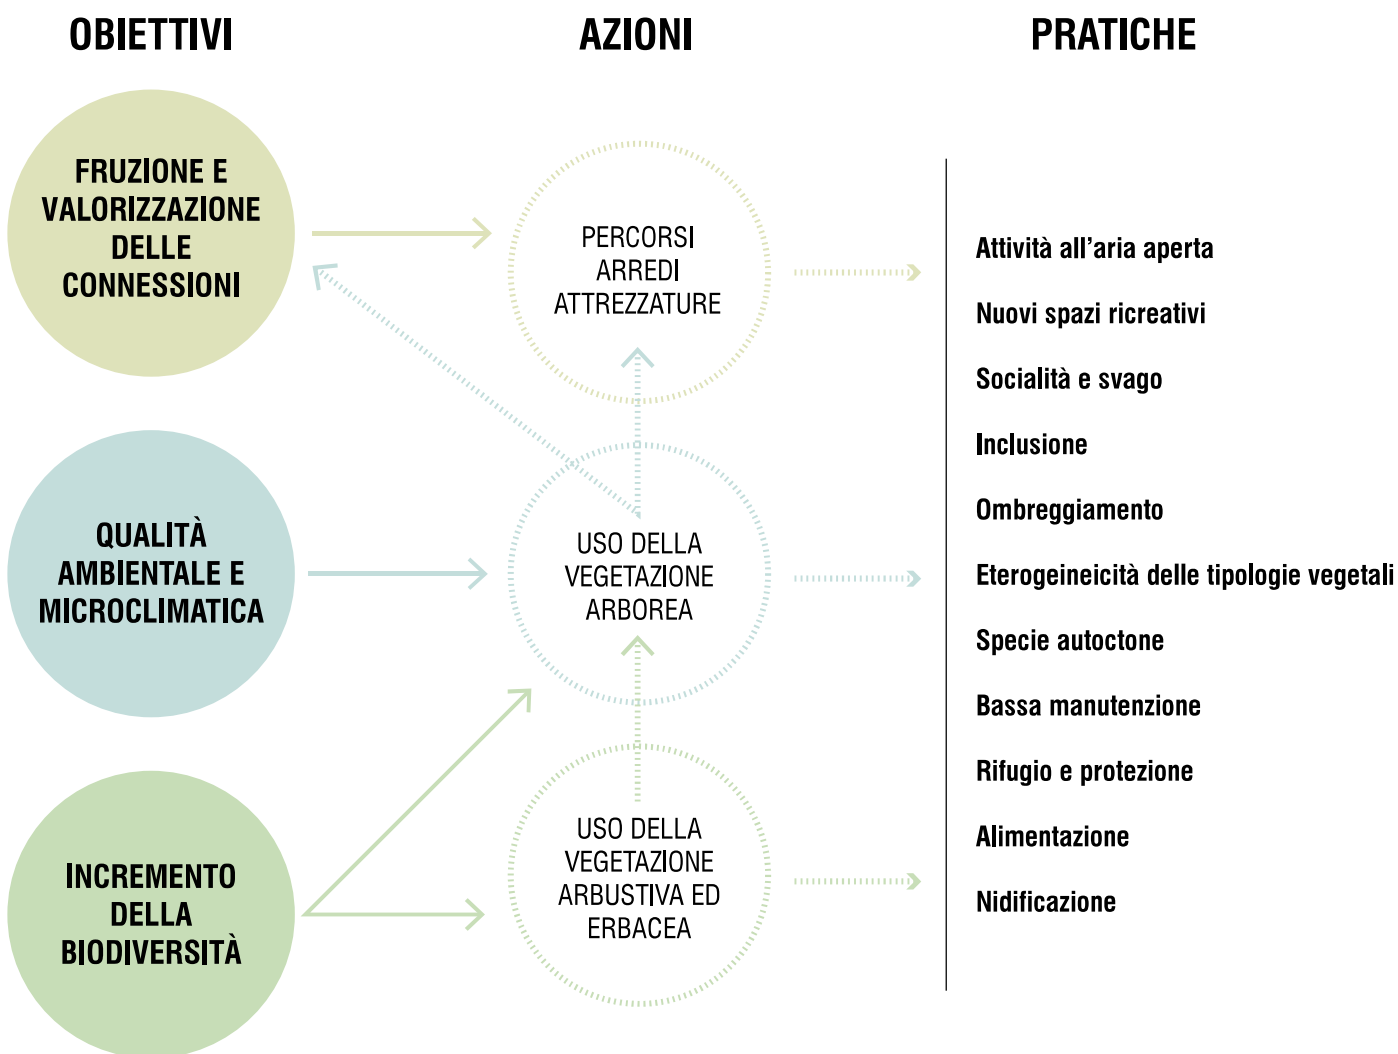 OBIETTIVI
AZIONI
PRATICHE
FRUZIONE E
VALORIZZAZIONE
DELLE
CONNESSIONI
QUALITÀ
AMBIENTALE E
MICROCLIMATICA
INCREMENTO
DELLA
BIODIVERSITÀ
PERCORSI
ARREDI
ATTREZZATURE
USO DELLA
VEGETAZIONE
ARBOREA
USO DELLA
VEGETAZIONE
ARBUSTIVA ED
ERBACEA
Attività all'aria aperta
Nuovi spazi ricreativi
Socialità e svago
Inclusione
Ombreggiamento
Eterogeineicità delle tipologie vegetali
Specie autoctone
Bassa manutenzione
Rifugio e protezione
Alimentazione
Nidificazione